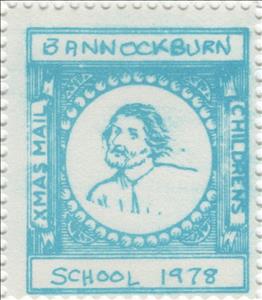 BANNOCKBURN
XMAS MAIL
CHILDRENS
SCHOOL 1978